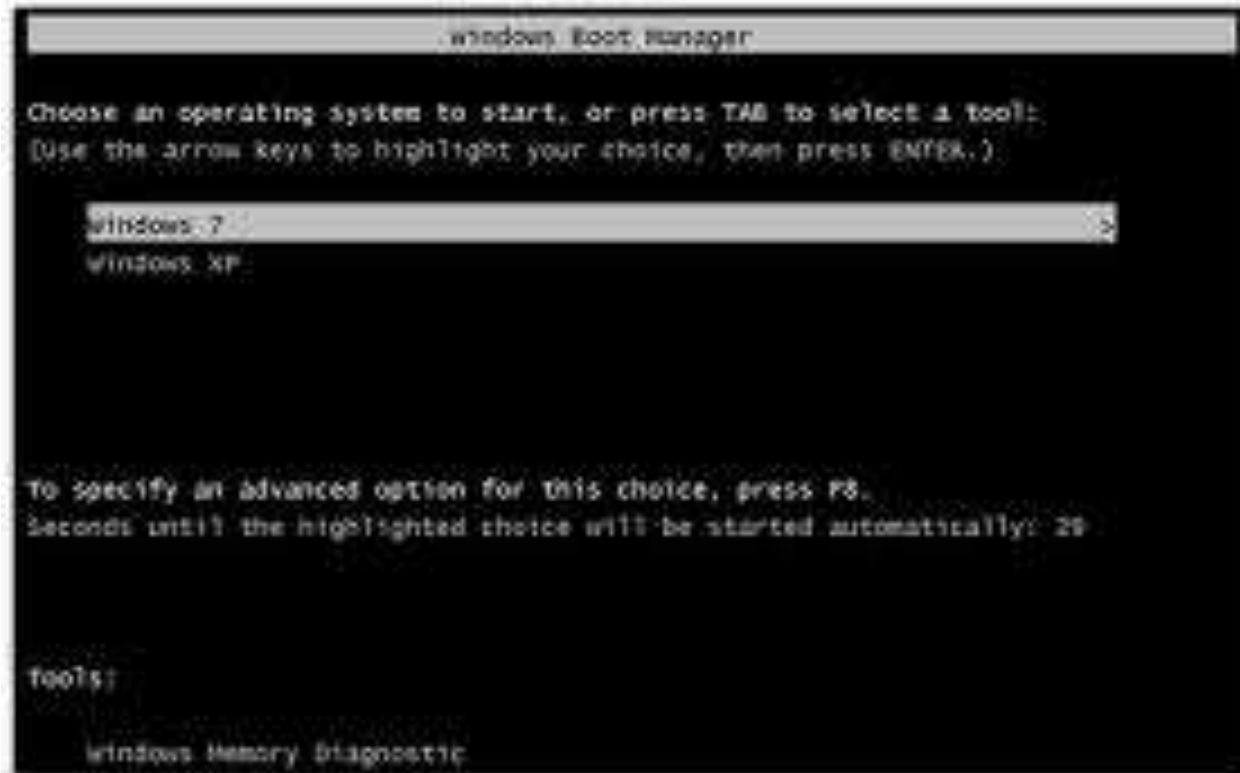 Windows Boot Manager
Choose an operating system to start, or press TAB to select a tool:
(Use the arrow keys to highlight your choice, then press ENTER.)
Windows 7 >
Windows XP
To specify an advanced option for this choice, press F8.
Seconds until the highlighted choice will be started automatically: 29
Tools:
Windows Memory Diagnostic